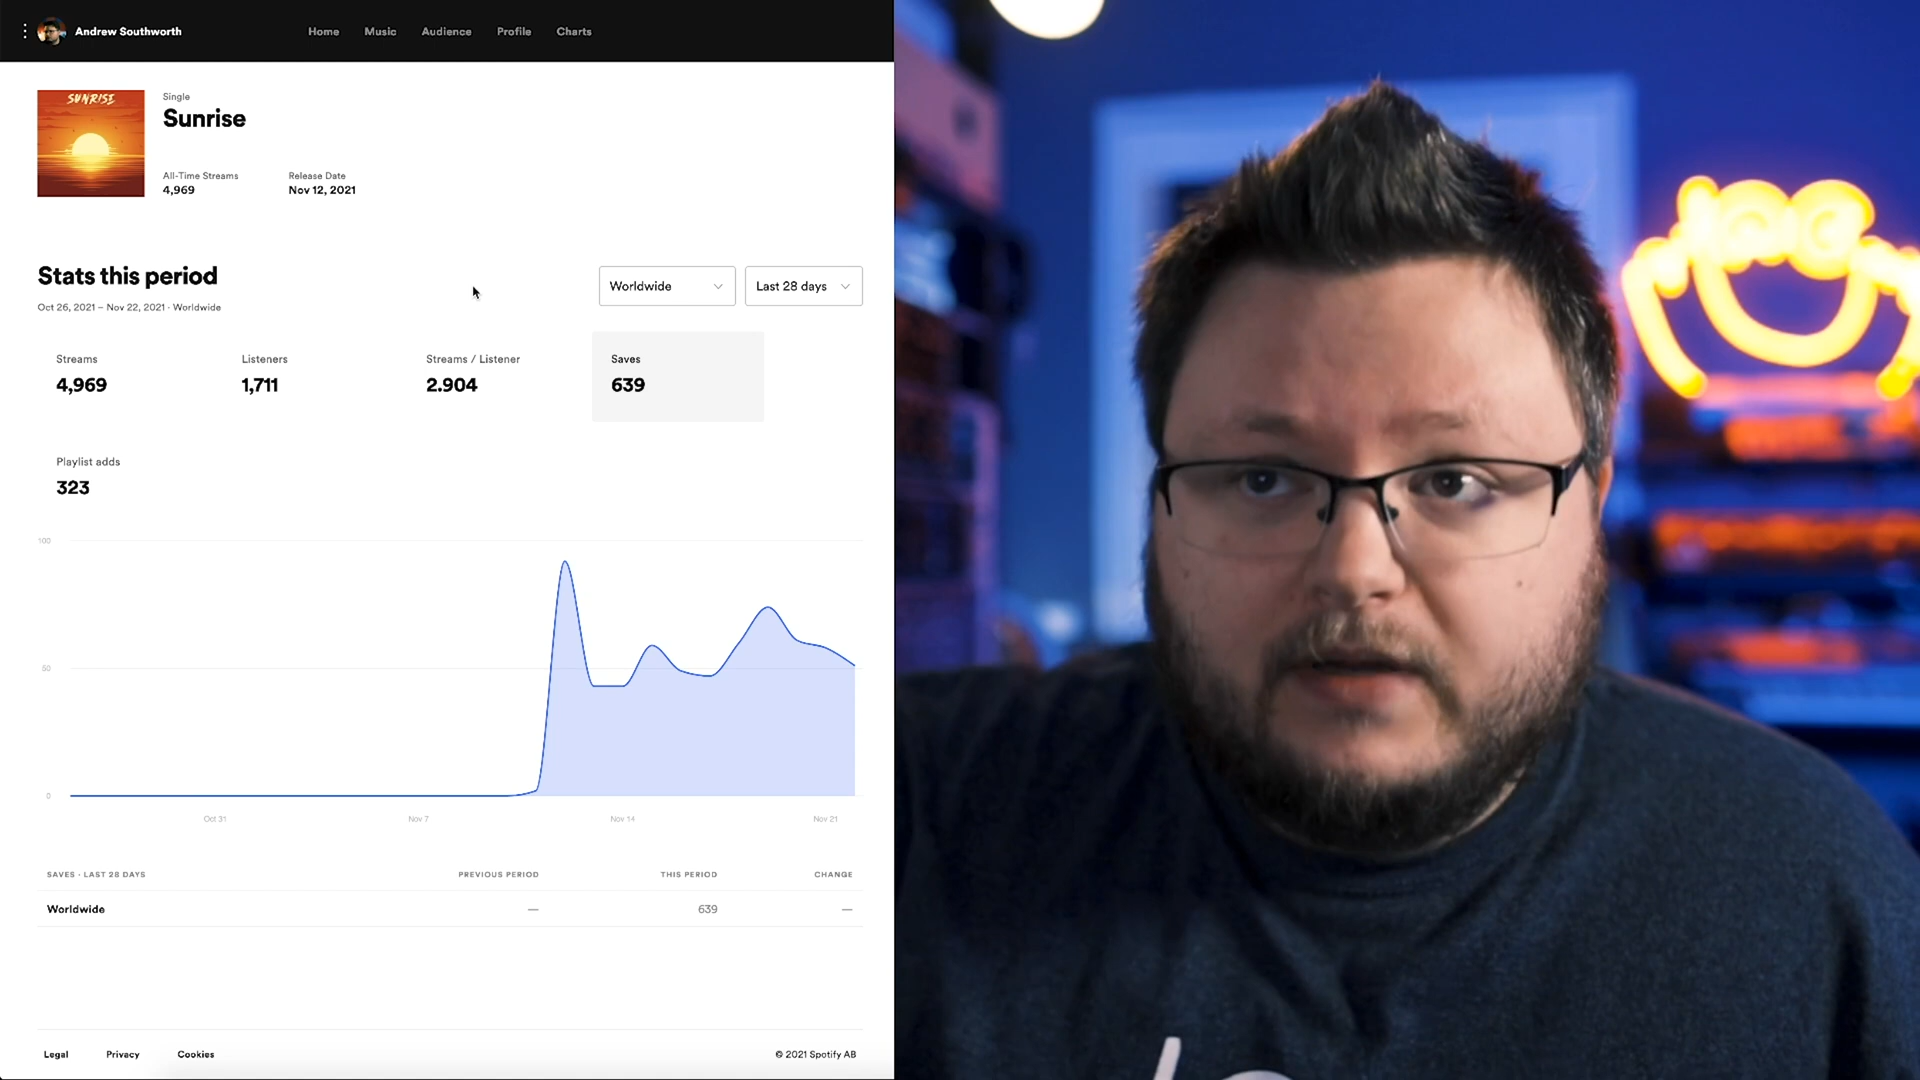 Andrew Southworth
Home Music Audience Profile Charts
SUNRISE
Single
Sunrise
All-Time Streams
4,969
Release Date
Nov 12, 2021
Stats this period
Oct 26, 2021 – Nov 22, 2021 · Worldwide
Worldwide
Last 28 days
Streams
4,969
Listeners
1,711
Streams / Listener
2.904
Saves
639
Playlist adds
323
100
50
0
Oct 31 Nov 7 Nov 14 Nov 21
SAVES · LAST 28 DAYS PREVIOUS PERIOD THIS PERIOD CHANGE
Worldwide — 639 —
Legal Privacy Cookies © 2021 Spotify AB